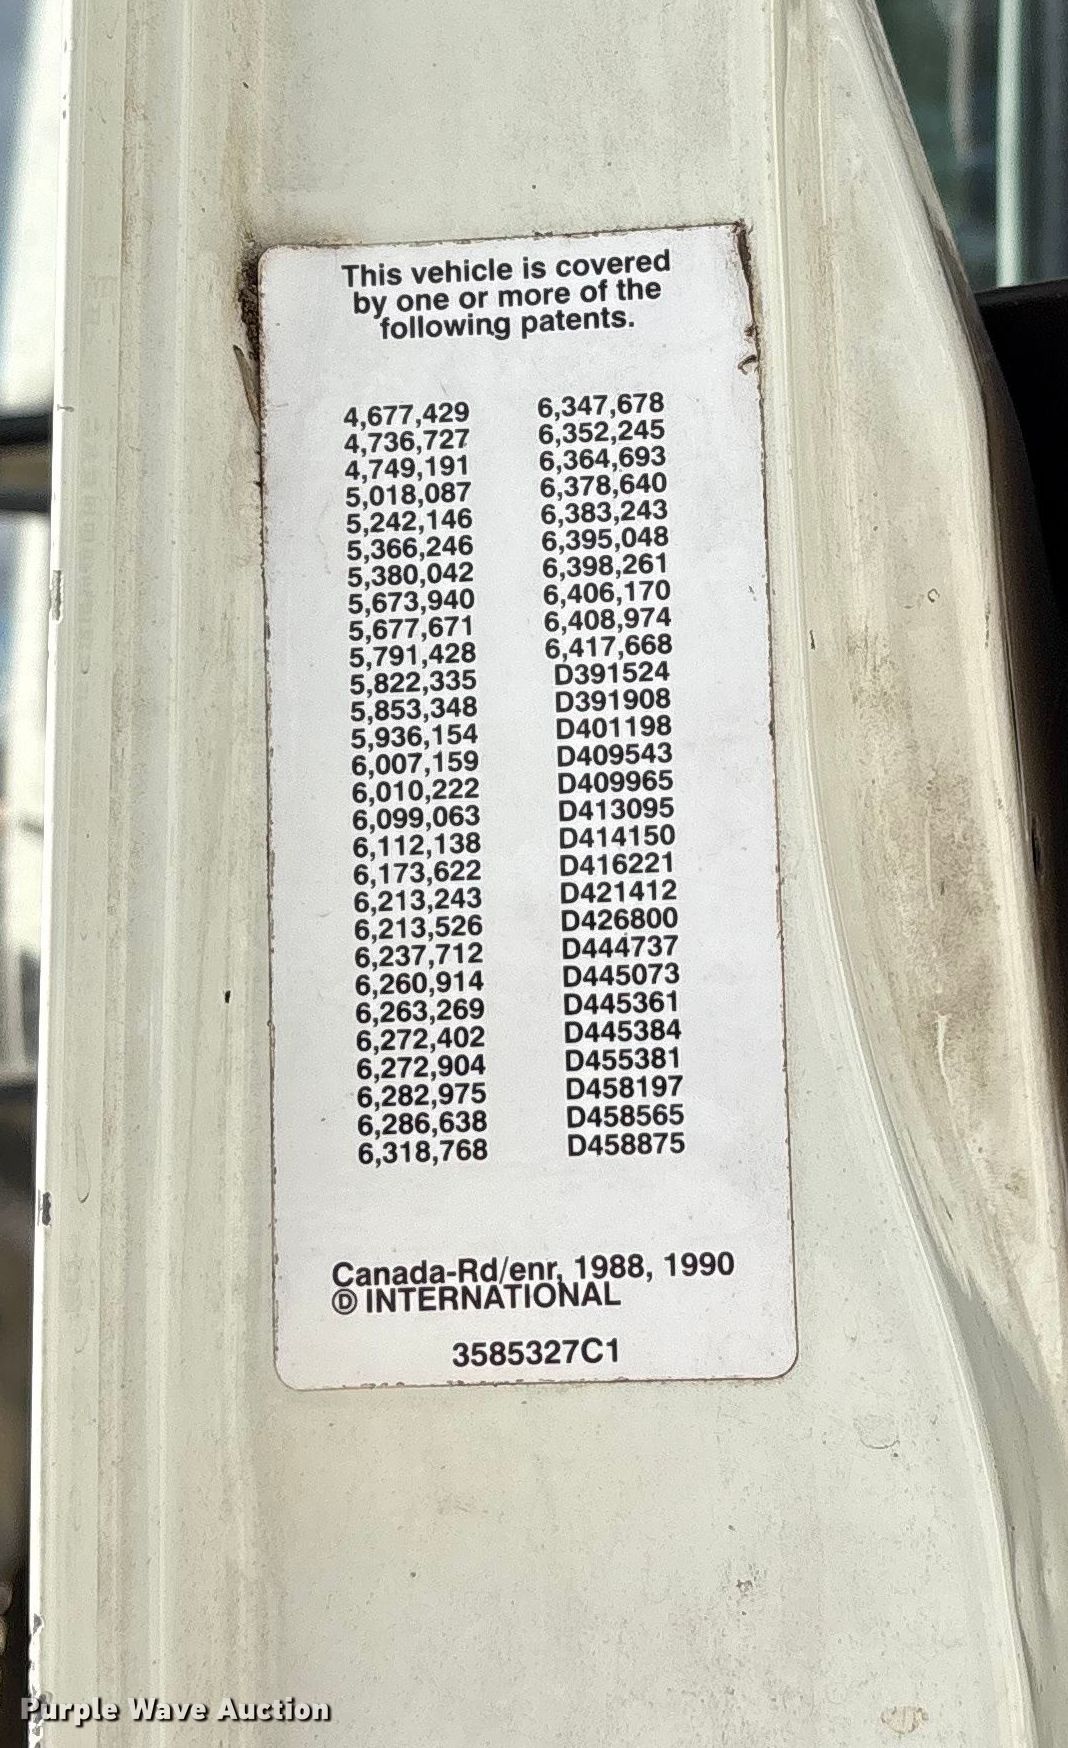 This vehicle is covered
by one or more of the
following patents.
4,677,429
4,736,727
4,749,191
5,018,087
5,242,146
5,366,246
5,380,042
5,673,940
5,677,671
5,791,428
5,822,335
5,853,348
5,936,154
6,007,159
6,010,222
6,099,063
6,112,138
6,173,622
6,213,243
6,213,526
6,237,712
6,260,914
6,263,269
6,272,402
6,272,904
6,282,975
6,286,638
6,318,768
6,347,678
6,352,245
6,364,693
6,378,640
6,383,243
6,395,048
6,398,261
6,406,170
6,408,974
6,417,668
D391524
D391908
D401198
D409543
D409965
D413095
D414150
D416221
D421412
D426800
D444737
D445073
D445361
D445384
D455381
D458197
D458565
D458875
Canada-Rd/enr, 1988, 1990
Ⓓ INTERNATIONAL
3585327C1
Purple Wave Auction